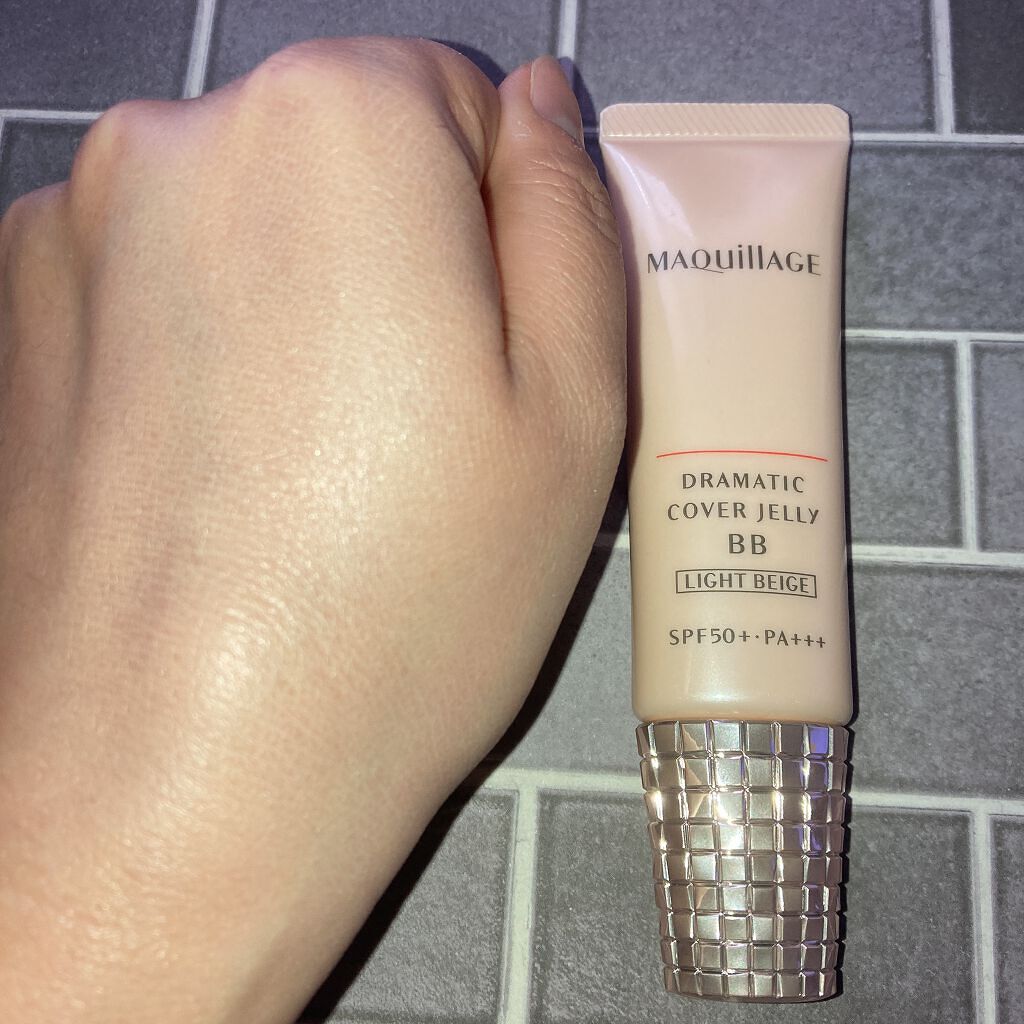 MAQuillAGE
DRAMATIC
COVER JELLY
BB
LIGHT BEIGE
SPF50+·PA+++